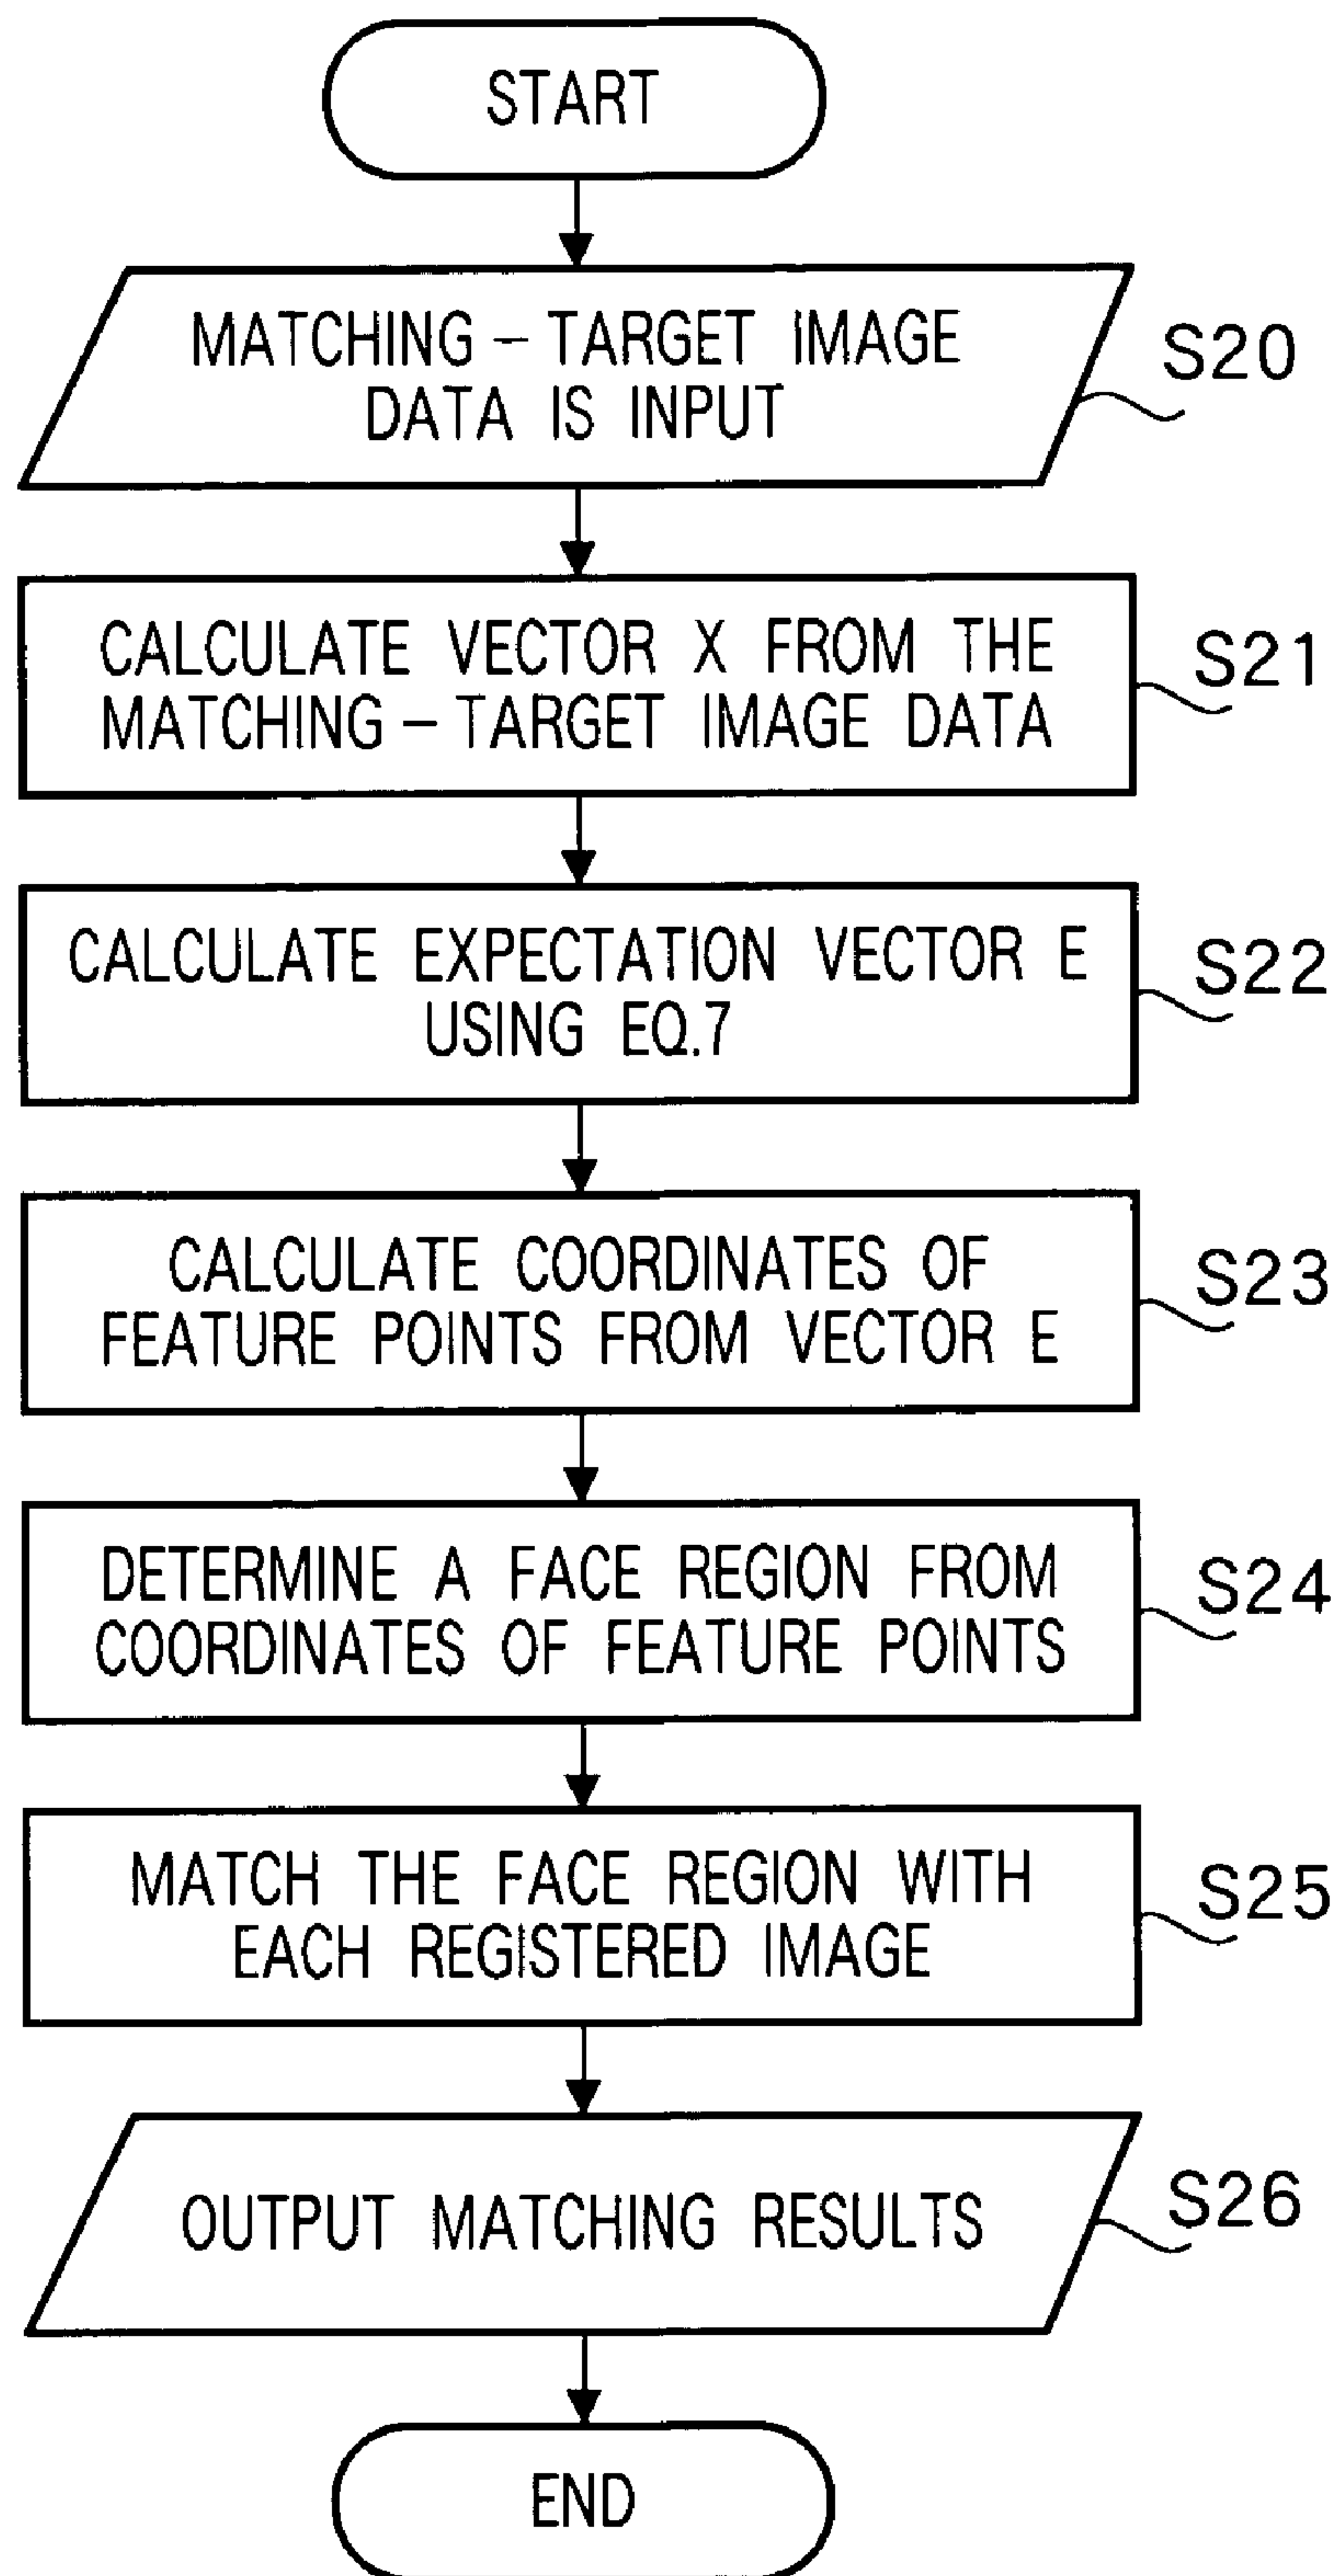 START
MATCHING – TARGET IMAGE
DATA IS INPUT
S20
CALCULATE VECTOR X FROM THE
MATCHING – TARGET IMAGE DATA
S21
CALCULATE EXPECTATION VECTOR E
USING EQ.7
S22
CALCULATE COORDINATES OF
FEATURE POINTS FROM VECTOR E
S23
DETERMINE A FACE REGION FROM
COORDINATES OF FEATURE POINTS
S24
MATCH THE FACE REGION WITH
EACH REGISTERED IMAGE
S25
OUTPUT MATCHING RESULTS
S26
END